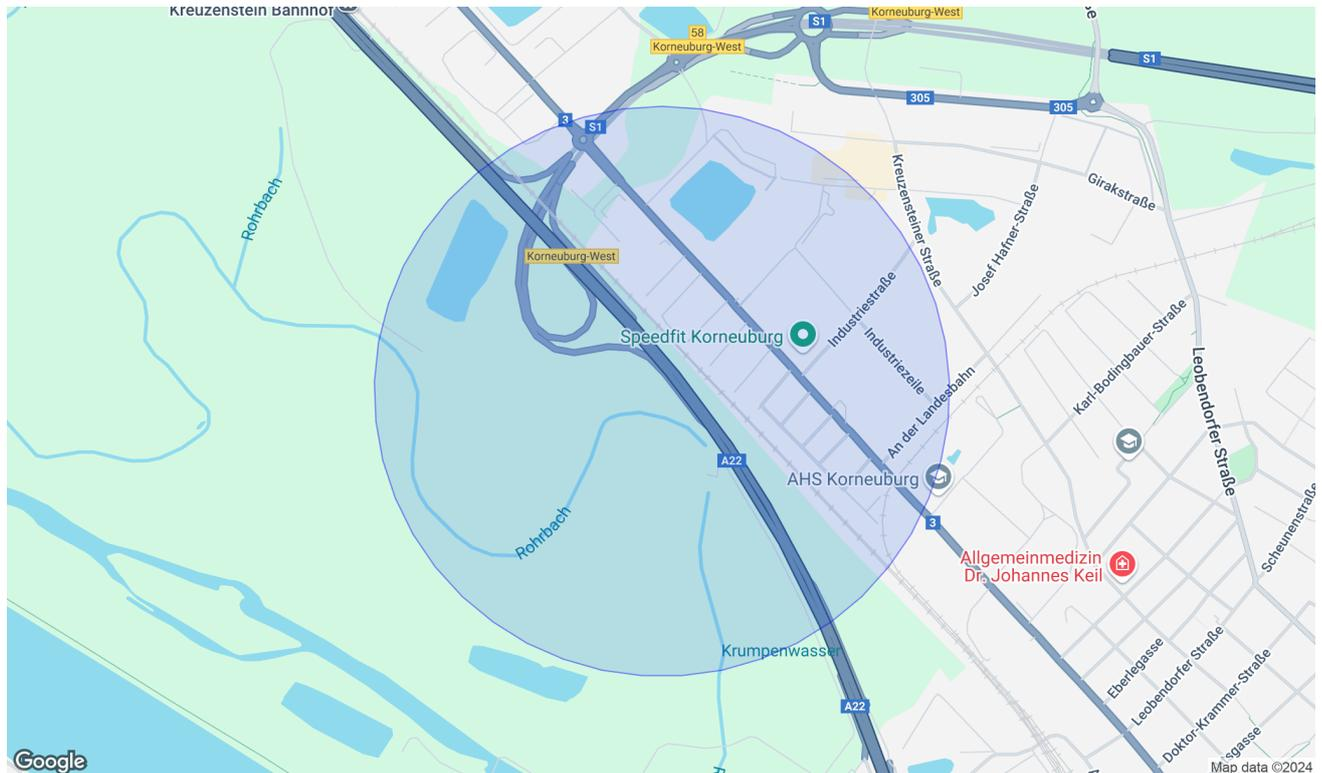 Kreuzenstein Bahnhof
Korneuburg-West
S1
58
Korneuburg-West
S1
305
305
3
S1
Rohrbach
Kreuzensteiner Straße
Girakstraße
Josef Hafner-Straße
Korneuburg-West
Speedfit Korneuburg
Industriestraße
Industriezeile
Karl-Bodingbauer-Straße
Leobendorfer Straße
An der Landesbahn
A22
AHS Korneuburg
Rohrbach
3
Scheunenstraße
Allgemeinmedizin
Dr. Johannes Keil
Krumpenwasser
Eberlegasse
Leobendorfer Straße
Doktor-Krammer-Straße
A22
Google
Map data ©2024